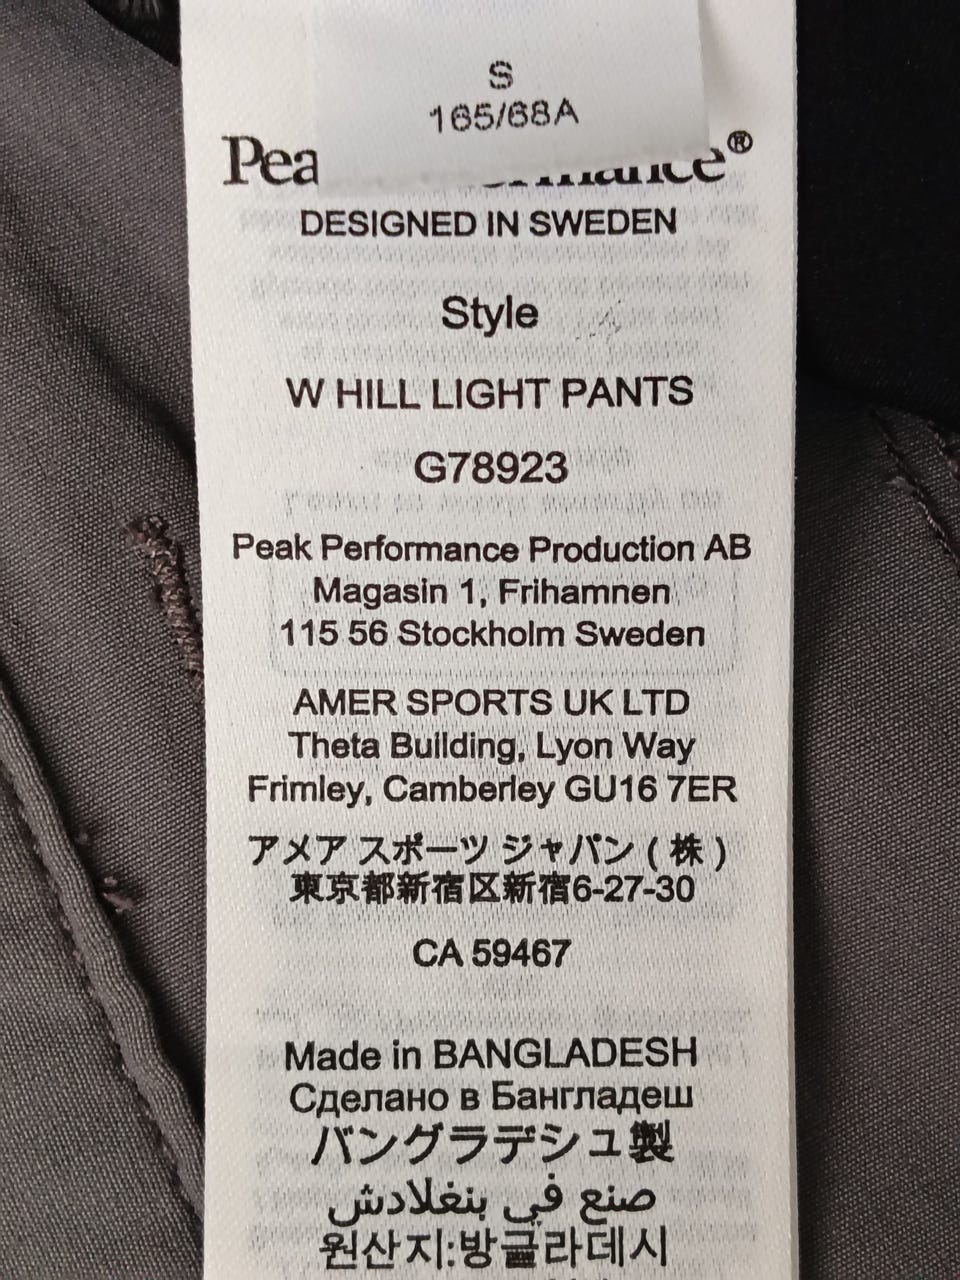 S
165/68A
Pea rmance®
DESIGNED IN SWEDEN
Style
W HILL LIGHT PANTS
G78923
Peak Performance Production AB
Magasin 1, Frihamnen
115 56 Stockholm Sweden
AMER SPORTS UK LTD
Theta Building, Lyon Way
Frimley, Camberley GU16 7ER
アメア スポーツ ジャパン ( 株 )
東京都新宿区新宿6-27-30
CA 59467
Made in BANGLADESH
Сделано в Бангладеш
バングラデシュ製
صنع في بنغلادش
원산지:방글라데시